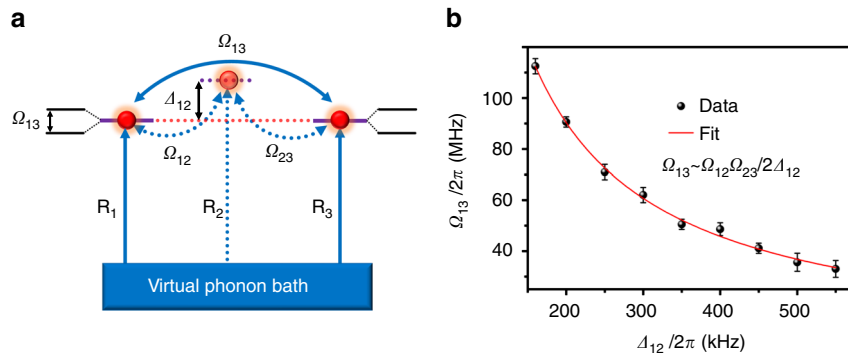 a
Ω₁₃
Δ₁₂
Ω₁₃
Ω₁₂
Ω₂₃
R₁
R₂
R₃
Virtual phonon bath
b
Ω₁₃/2π (MHz)
100
80
60
40
Data
Fit
Ω₁₃~Ω₁₂Ω₂₃/2Δ₁₂
200
300
400
500
Δ₁₂/2π (kHz)